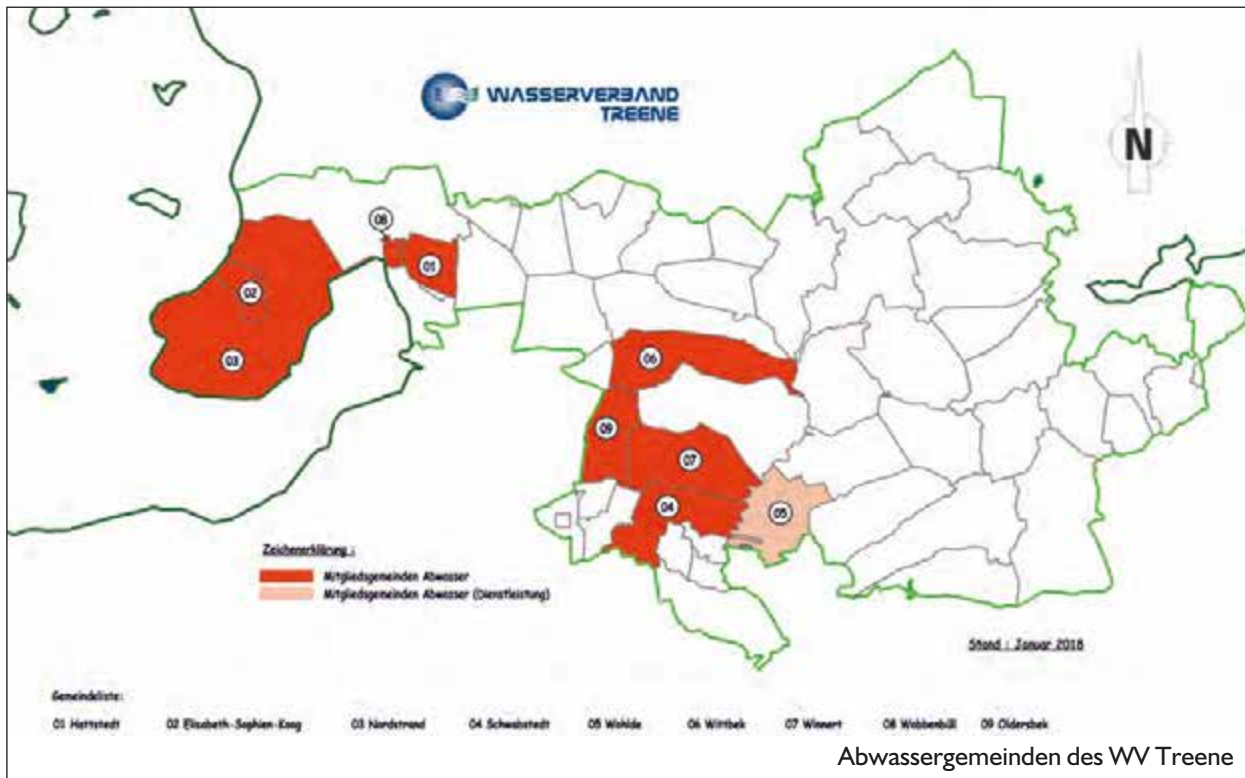 WASSERVERBAND
TREENE
N
08
01
02
03
06
09
07
04
05
Zeichenerklärung :
Mitgliedsgemeinden Abwasser
Mitgliedsgemeinden Abwasser (Dienstleistung)
Stand : Januar 2018
Gemeindeliste:
01 Hattstedt 02 Elisabeth-Sophien-Koog 03 Nordstrand 04 Schwabstedt 05 Wohlde 06 Wittbek 07 Winnert 08 Wobbenbüll 09 Oldersbek
Abwassergemeinden des WV Treene